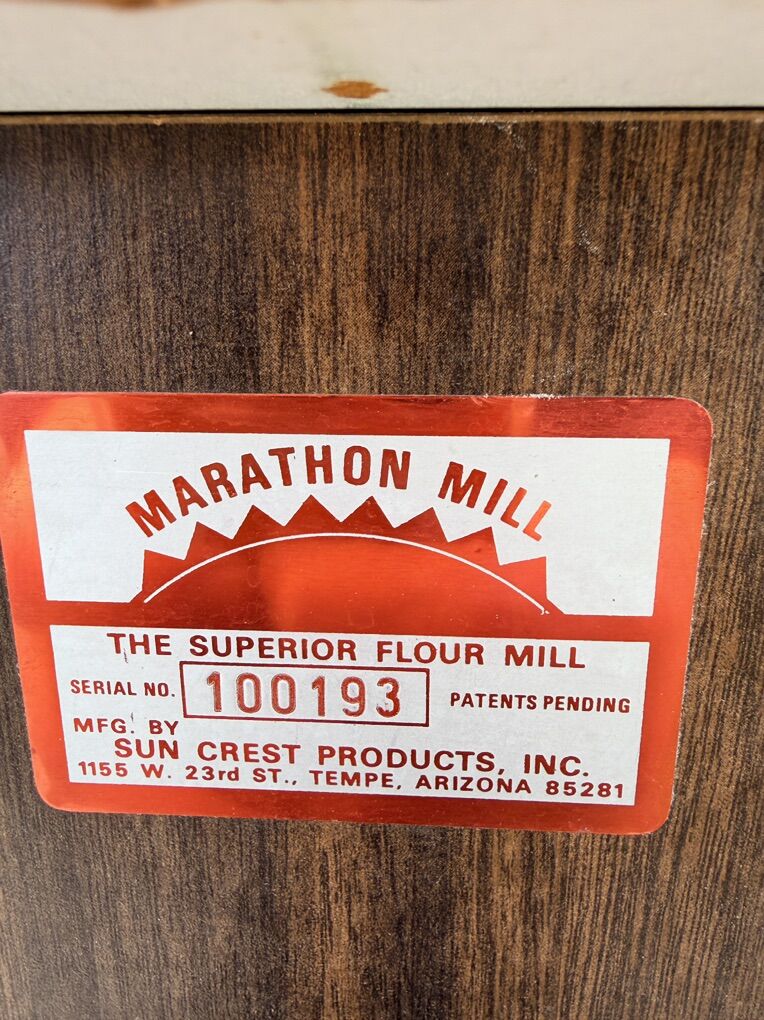 MARATHON MILL
THE SUPERIOR FLOUR MILL
SERIAL NO. 100193 PATENTS PENDING
MFG. BY
SUN CREST PRODUCTS, INC.
1155 W. 23rd ST., TEMPE, ARIZONA 85281